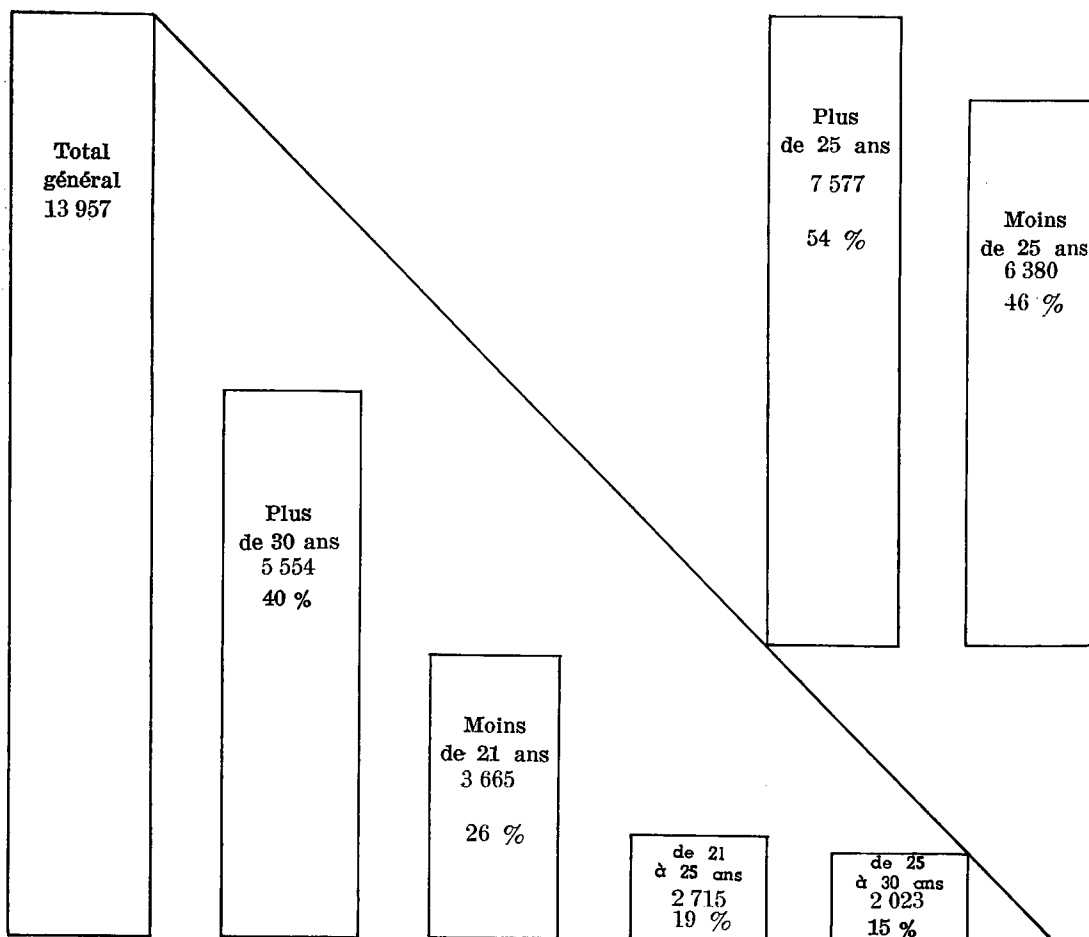 Total
général
13 957
Plus
de 30 ans
5 554
40 %
Moins
de 21 ans
3 665
26 %
de 21
à 25 ans
2 715
19 %
de 25
à 30 ans
2 023
15 %
Plus
de 25 ans
7 577
54 %
Moins
de 25 ans
6 380
46 %